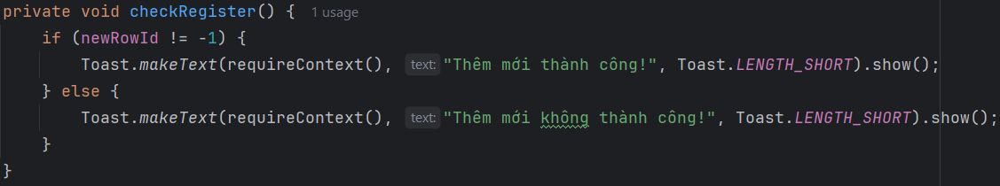 private void checkRegister() { 1 usage
if (newRowId != -1) {
Toast.makeText(requireContext(), text: "Thêm mới thành công!", Toast.LENGTH_SHORT).show();
} else {
Toast.makeText(requireContext(), text: "Thêm mới không thành công!", Toast.LENGTH_SHORT).show();
}
}